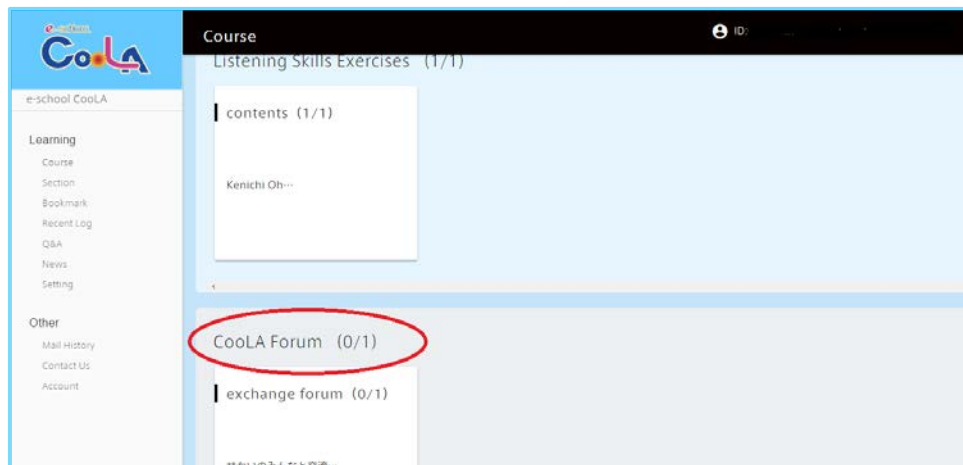 CooLA
e-school CooLA
Learning
Course
Section
Bookmark
Recent Log
Q&A
News
Setting
Other
Mail History
Contact Us
Account
Course
ID:
Listening Skills Exercises (1/1)
contents (1/1)
Kenichi Oh…
CooLA Forum (0/1)
exchange forum (0/1)